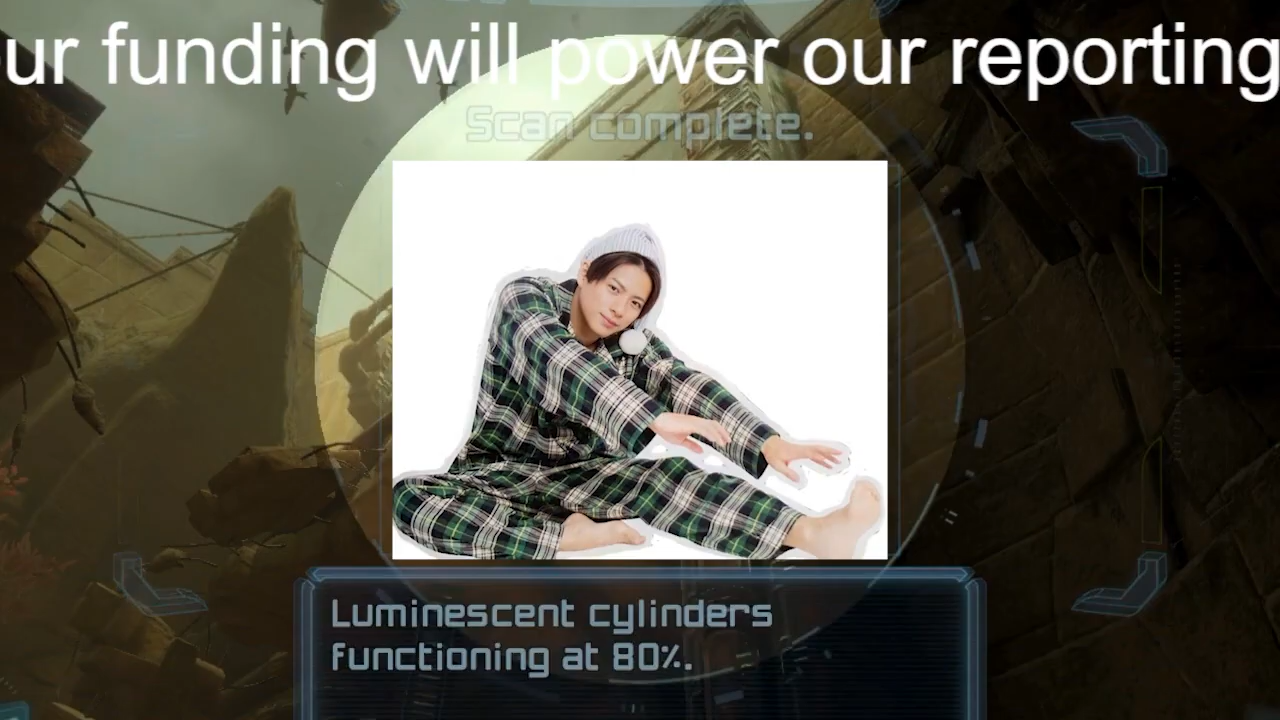 ur funding will power our reporting
Scan complete.
Luminescent cylinders
functioning at 80%.